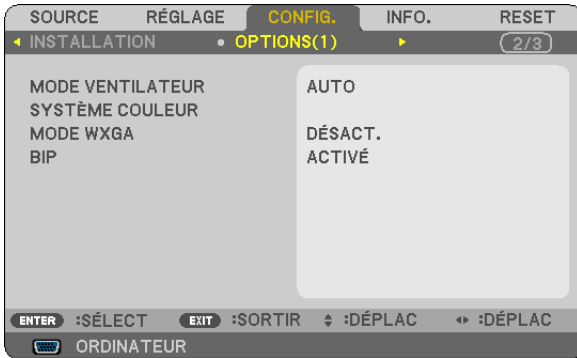 SOURCE RÉGLAGE CONFIG. INFO. RESET
INSTALLATION • OPTIONS(1) 2/3
MODE VENTILATEUR AUTO
SYSTÈME COULEUR
MODE WXGA DÉSACT.
BIP ACTIVÉ
ENTER :SÉLECT EXIT :SORTIR :DÉPLAC :DÉPLAC
ORDINATEUR